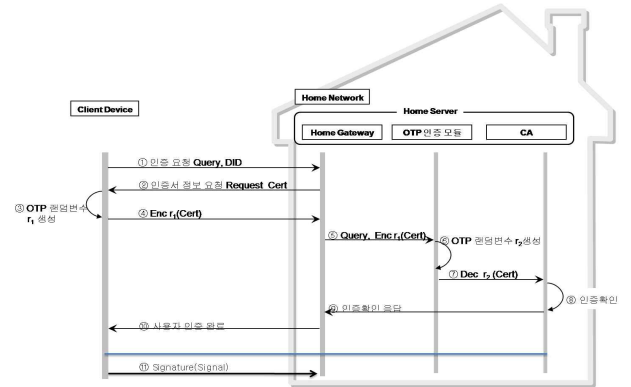 Home Network
Client Device
Home Server
Home Gateway
OTP 인증 모듈
CA
① 인증 요청 Query, DID
② 인증서 정보 요청 Request Cert
③ OTP 랜덤변수
r₁ 생성
④ Enc r₁(Cert)
⑤ Query, Enc r₁(Cert)
⑥ OTP 랜덤변수 r₂생성
⑦ Dec r₂ (Cert)
⑧ 인증확인
⑨ 인증확인 응답
⑩ 사용자 인증 완료
⑪ Signature(Signal)